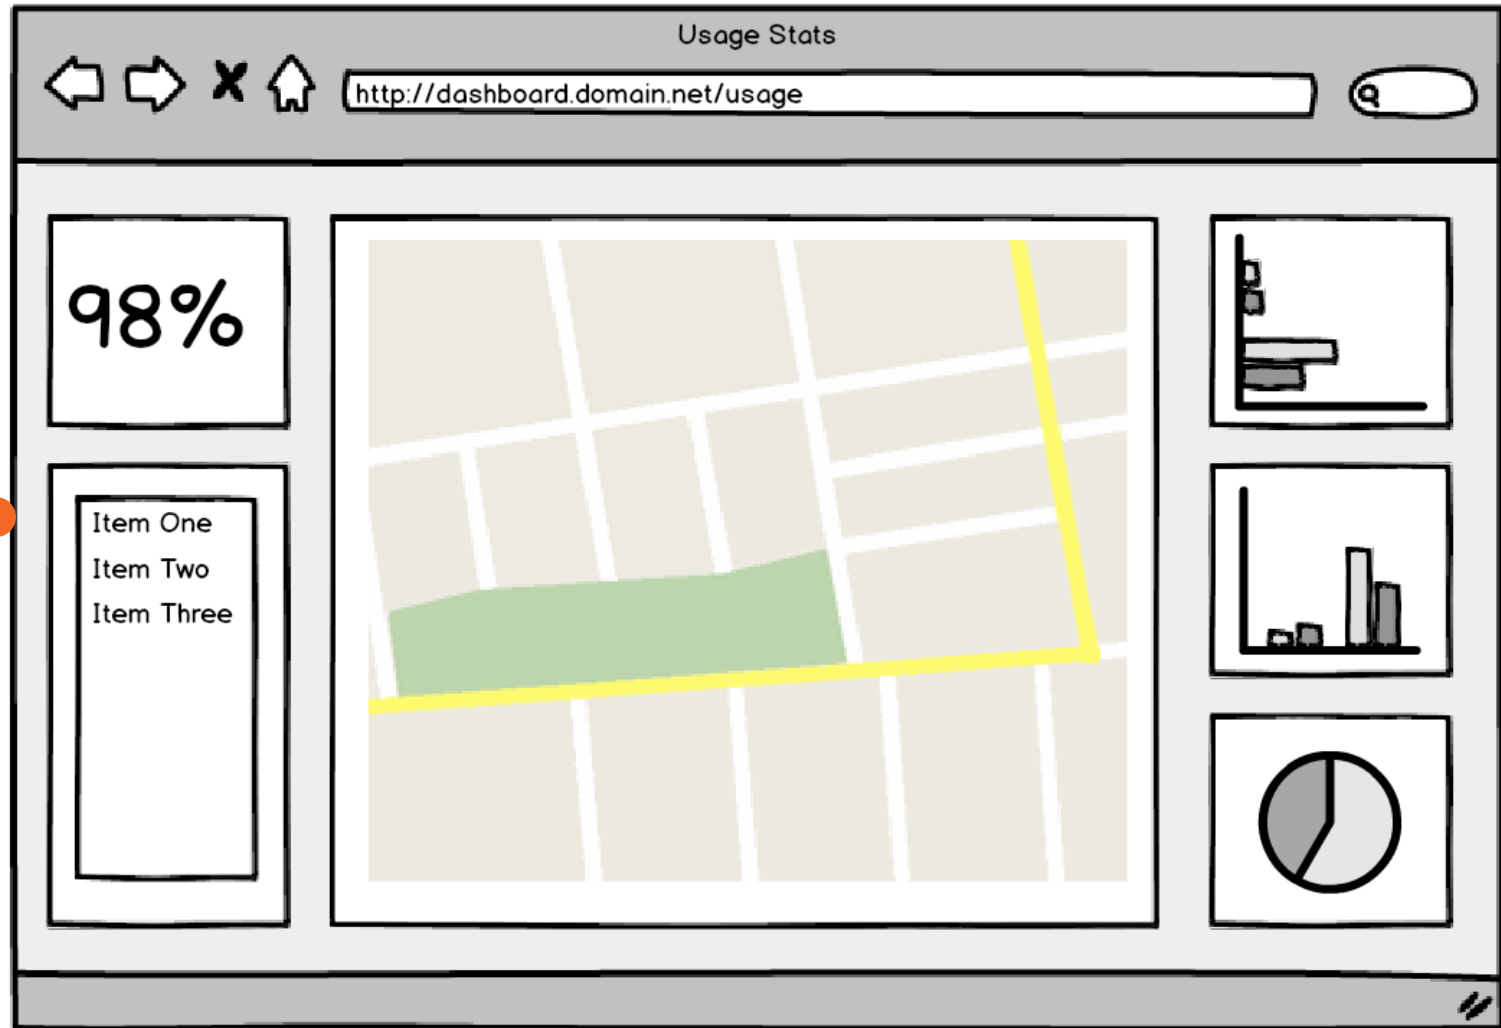 Usage Stats
http://dashboard.domain.net/usage
98%
Item One
Item Two
Item Three